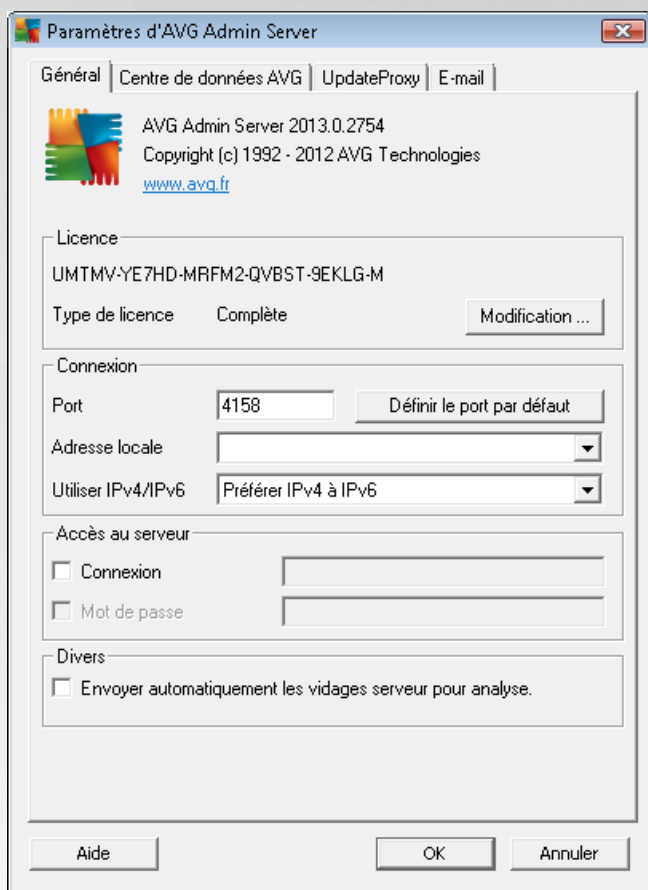 Paramètres d'AVG Admin Server
Général Centre de données AVG UpdateProxy E-mail
AVG Admin Server 2013.0.2754
Copyright (c) 1992 - 2012 AVG Technologies
www.avg.fr
Licence
UMTMV-YE7HD-MRFM2-QVBST-9EKLG-M
Type de licence Complète Modification ...
Connexion
Port 4158 Définir le port par défaut
Adresse locale
Utiliser IPv4/IPv6 Préférer IPv4 à IPv6
Accès au serveur
Connexion
Mot de passe
Divers
Envoyer automatiquement les vidages serveur pour analyse.
Aide OK Annuler